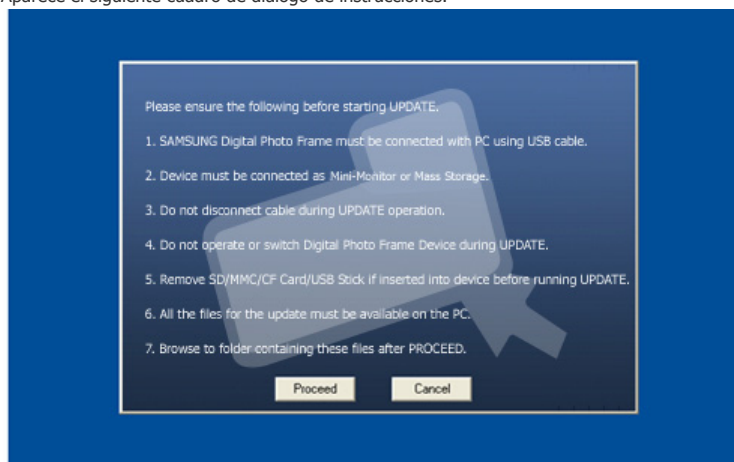 Aparece el siguiente cuadro de diálogo de instrucciones.
Please ensure the following before starting UPDATE.
1. SAMSUNG Digital Photo Frame must be connected with PC using USB cable.
2. Device must be connected as Mini-Monitor or Mass Storage.
3. Do not disconnect cable during UPDATE operation.
4. Do not operate or switch Digital Photo Frame Device during UPDATE.
5. Remove SD/MMC/CF Card/USB Stick if inserted into device before running UPDATE.
6. All the files for the update must be available on the PC.
7. Browse to folder containing these files after PROCEED.
Proceed Cancel